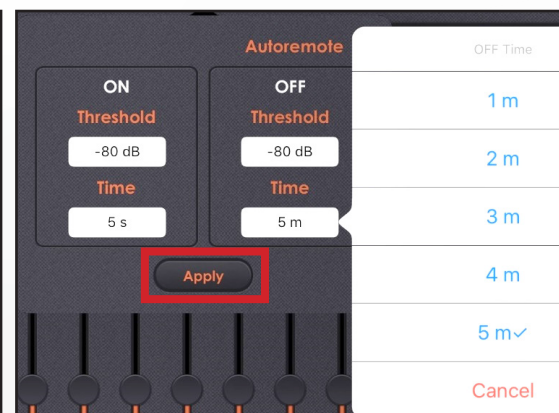 Autoremote
ON
Threshold
-80 dB
Time
5 s
OFF
Threshold
-80 dB
Time
5 m
Apply
OFF Time
1 m
2 m
3 m
4 m
5 m✓
Cancel